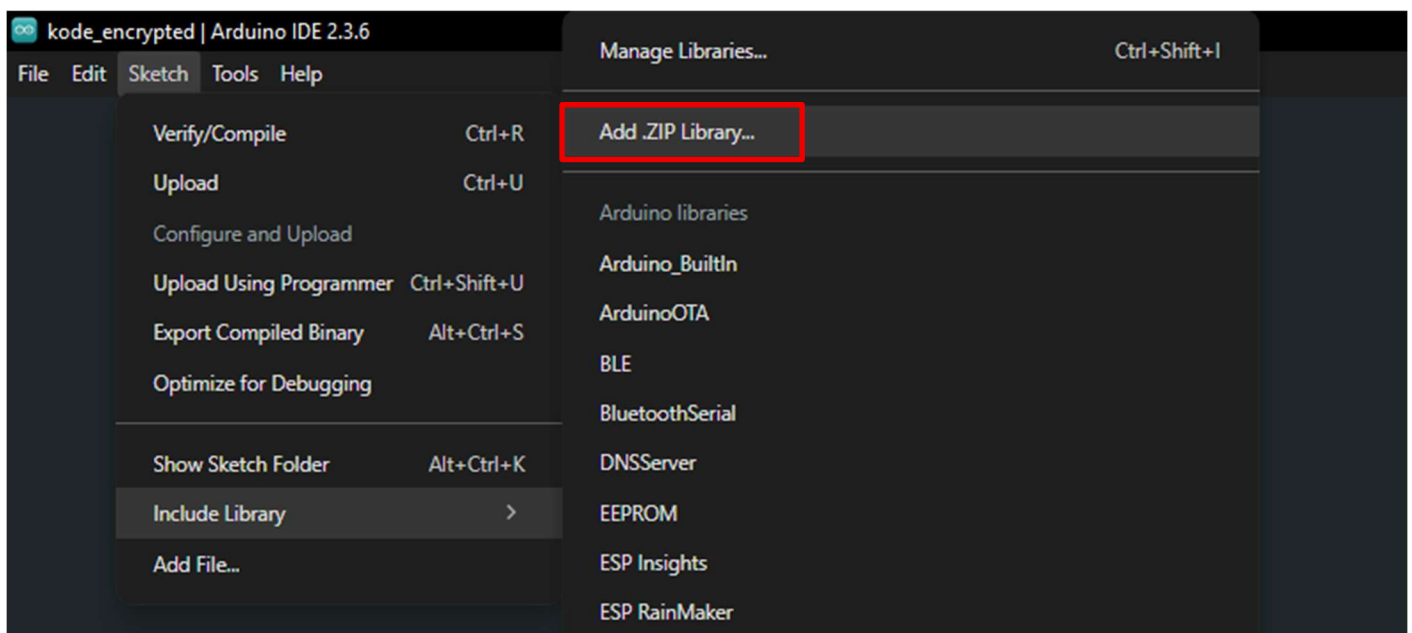 kode_encrypted | Arduino IDE 2.3.6
File Edit Sketch Tools Help
Verify/Compile Ctrl+R
Upload Ctrl+U
Configure and Upload
Upload Using Programmer Ctrl+Shift+U
Export Compiled Binary Alt+Ctrl+S
Optimize for Debugging
Show Sketch Folder Alt+Ctrl+K
Include Library >
Add File...
Manage Libraries... Ctrl+Shift+I
Add .ZIP Library...
Arduino libraries
Arduino_BuiltIn
ArduinoOTA
BLE
BluetoothSerial
DNSServer
EEPROM
ESP Insights
ESP RainMaker